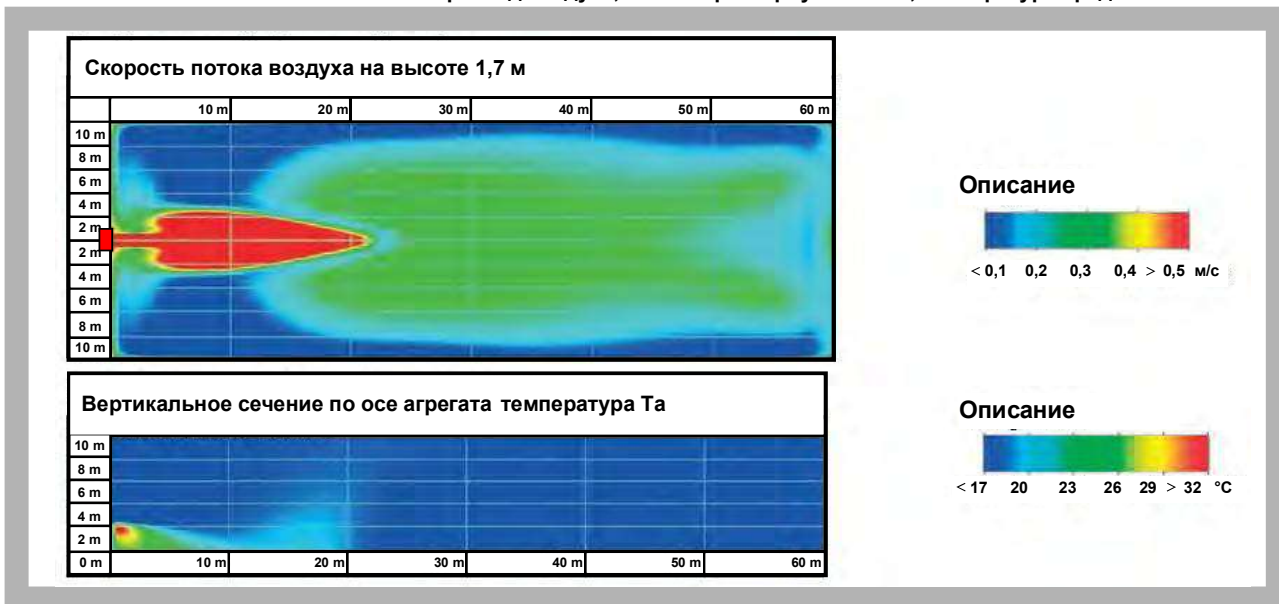 Скорость потока воздуха на высоте 1,7 м
10 m 20 m 30 m 40 m 50 m 60 m
10 m
8 m
6 m
4 m
2 m
2 m
4 m
6 m
8 m
10 m
Описание
< 0,1 0,2 0,3 0,4 > 0,5 м/с
Вертикальное сечение по осе агрегата температура Та
10 m
8 m
6 m
4 m
2 m
0 m 10 m 20 m 30 m 40 m 50 m 60 m
Описание
< 17 20 23 26 29 > 32 °C